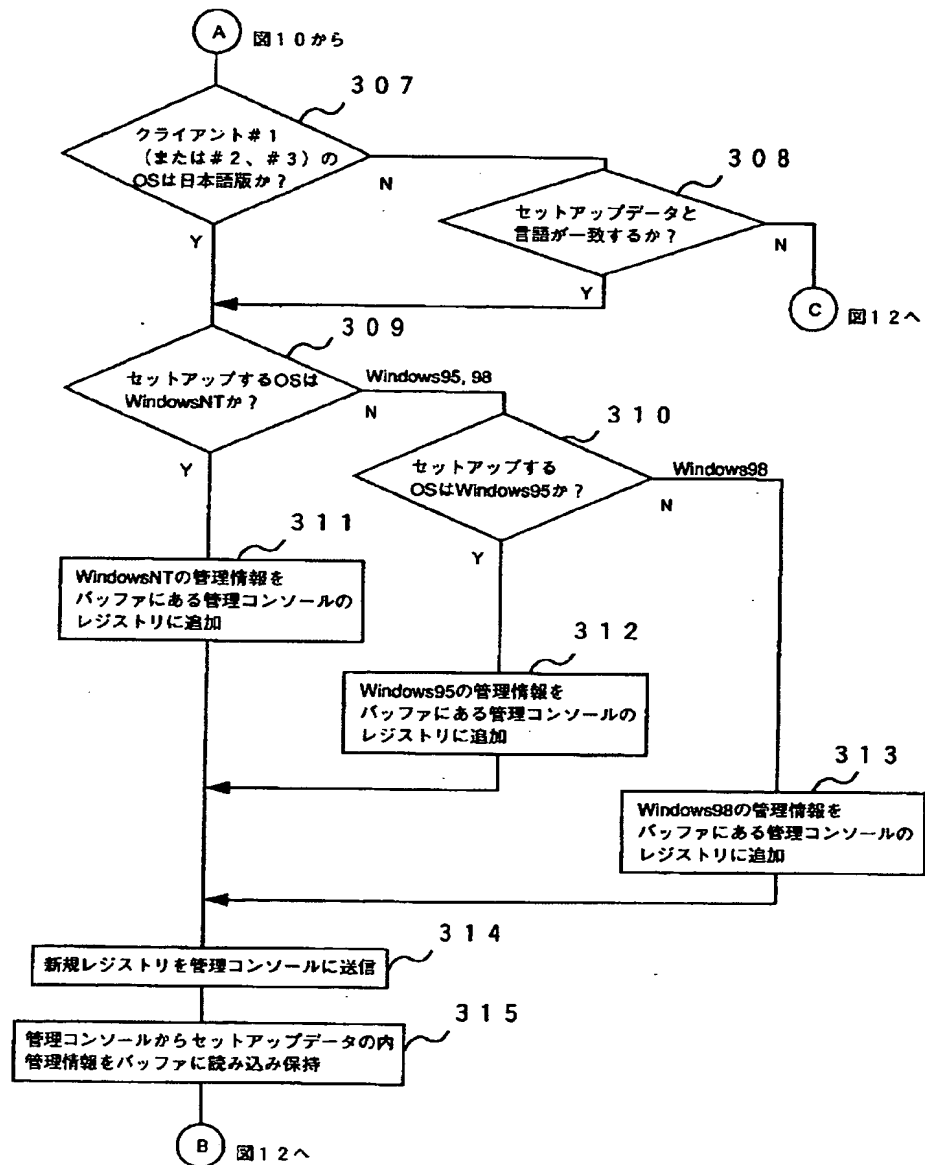 A 図10から
307
クライアント#1
(または#2、#3)の
OSは日本語版か?
N
Y
308
セットアップデータと
言語が一致するか?
N
Y
C 図12へ
309
セットアップするOSは
WindowsNTか?
Windows95, 98
N
Y
310
セットアップする
OSはWindows95か?
Windows98
N
Y
311
WindowsNTの管理情報を
バッファにある管理コンソールの
レジストリに追加
312
Windows95の管理情報を
バッファにある管理コンソールの
レジストリに追加
313
Windows98の管理情報を
バッファにある管理コンソールの
レジストリに追加
314
新規レジストリを管理コンソールに送信
315
管理コンソールからセットアップデータの内
管理情報をバッファに読み込み保持
B 図12へ